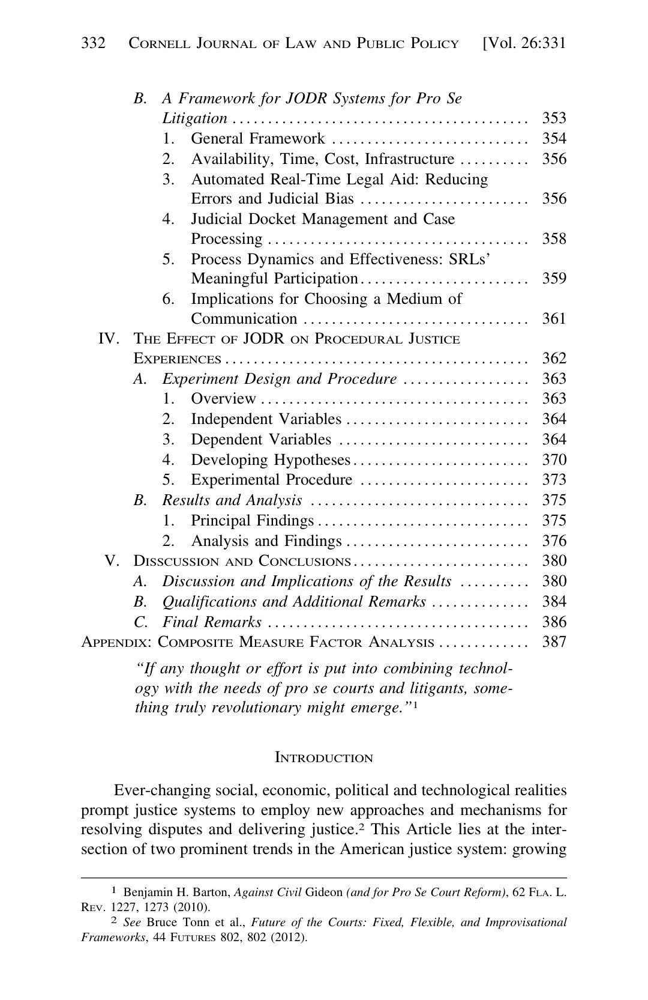 332 CORNELL JOURNAL OF LAW AND PUBLIC POLICY [Vol. 26:331
B. A Framework for JODR Systems for Pro Se
Litigation .......................................... 353
1. General Framework ............................ 354
2. Availability, Time, Cost, Infrastructure .......... 356
3. Automated Real-Time Legal Aid: Reducing
Errors and Judicial Bias ........................ 356
4. Judicial Docket Management and Case
Processing ..................................... 358
5. Process Dynamics and Effectiveness: SRLs’
Meaningful Participation........................ 359
6. Implications for Choosing a Medium of
Communication ................................ 361
IV. THE EFFECT OF JODR ON PROCEDURAL JUSTICE
EXPERIENCES ........................................... 362
A. Experiment Design and Procedure .................. 363
1. Overview ...................................... 363
2. Independent Variables .......................... 364
3. Dependent Variables ........................... 364
4. Developing Hypotheses......................... 370
5. Experimental Procedure ........................ 373
B. Results and Analysis ............................... 375
1. Principal Findings .............................. 375
2. Analysis and Findings .......................... 376
V. DISSCUSSION AND CONCLUSIONS......................... 380
A. Discussion and Implications of the Results .......... 380
B. Qualifications and Additional Remarks .............. 384
C. Final Remarks ..................................... 386
APPENDIX: COMPOSITE MEASURE FACTOR ANALYSIS ............. 387
“If any thought or effort is put into combining technol-
ogy with the needs of pro se courts and litigants, some-
thing truly revolutionary might emerge.”1
INTRODUCTION
Ever-changing social, economic, political and technological realities
prompt justice systems to employ new approaches and mechanisms for
resolving disputes and delivering justice.2 This Article lies at the inter-
section of two prominent trends in the American justice system: growing
1 Benjamin H. Barton, Against Civil Gideon (and for Pro Se Court Reform), 62 FLA. L.
REV. 1227, 1273 (2010).
2 See Bruce Tonn et al., Future of the Courts: Fixed, Flexible, and Improvisational
Frameworks, 44 FUTURES 802, 802 (2012).